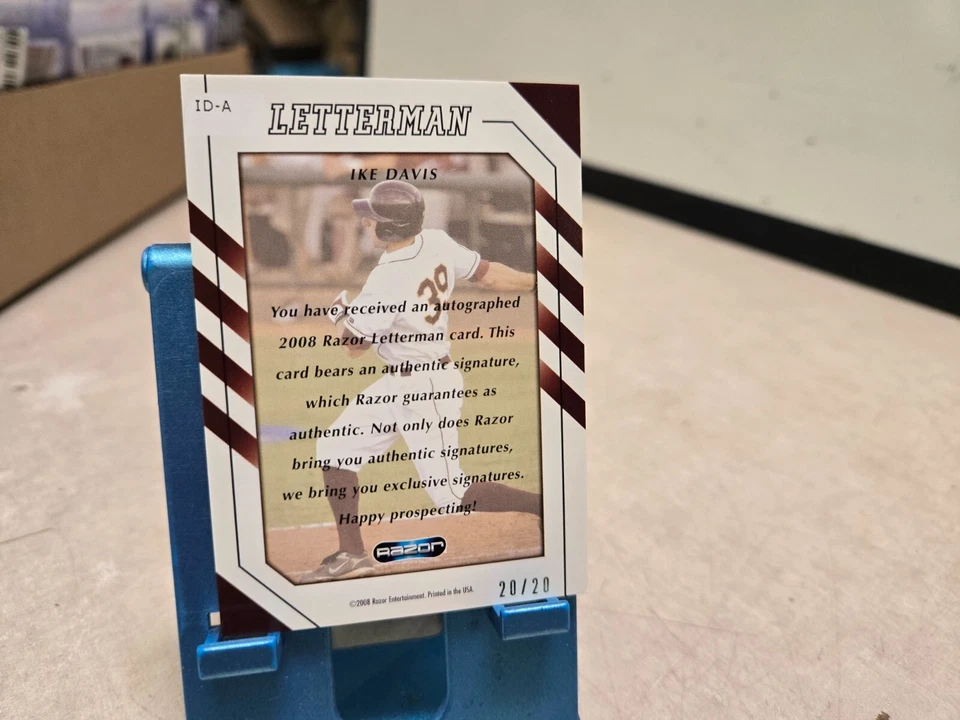 ID-A
LETTERMAN
IKE DAVIS
39
You have received an autographed
2008 Razor Letterman card. This
card bears an authentic signature,
which Razor guarantees as
authentic. Not only does Razor
bring you authentic signatures,
we bring you exclusive signatures.
Happy prospecting!
Razor
©2008 Razor Entertainment. Printed in the USA
20/20